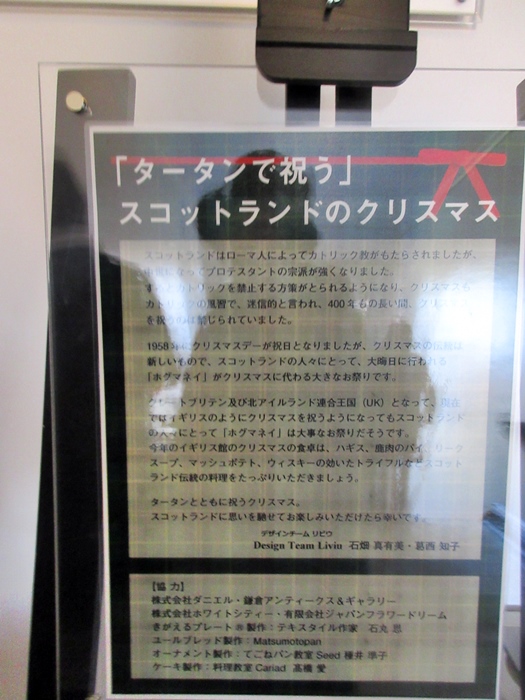 「タータンで祝う」
スコットランドのクリスマス
スコットランドはローマ人によってカトリック教がもたらされましたが、
中世になってプロテスタントの宗派が強くなりました。
カトリックを禁止する方策がとられるようになり、クリスマスも
カトリックの風習で、迷信的と言われ、400年もの長い間、クリスマス
を祝うのは禁じられていました。
1958年にクリスマスデーが祝日となりましたが、クリスマスの伝統は
新しいもので、スコットランドの人々にとって、大晦日に行われる
「ホグマネイ」がクリスマスに代わる大きなお祭りです。
グレートブリテン及び北アイルランド連合王国（UK）となって、現在
ではイギリスのようにクリスマスを祝うようになってもスコットランド
の人々にとって「ホグマネイ」は大事なお祭りだそうです。
今年のイギリス館のクリスマスの食卓は、ハギス、鹿肉のパイ、リーク
スープ、マッシュポテト、ウィスキーの効いたトライフルなどスコット
ランド伝統の料理をたっぷりいただきましょう。
タータンとともに祝うクリスマス。
スコットランドに思いを馳せてお楽しみいただけたら幸いです。
デザインチーム リビウ
Design Team Liviu 石畑 真有美・葛西 知子
【協 力】
株式会社ダニエル・鎌倉アンティークス＆ギャラリー
株式会社ホワイトシティー・有限会社ジャパンフラワードリーム
きがえるプレート®製作：テキスタイル作家 石丸 忍
ユールブレッド製作：Matsumotopan
オーナメント製作：てごねパン教室 Seed 椿井 準子
ケーキ製作：料理教室 Cariad 髙橋 愛